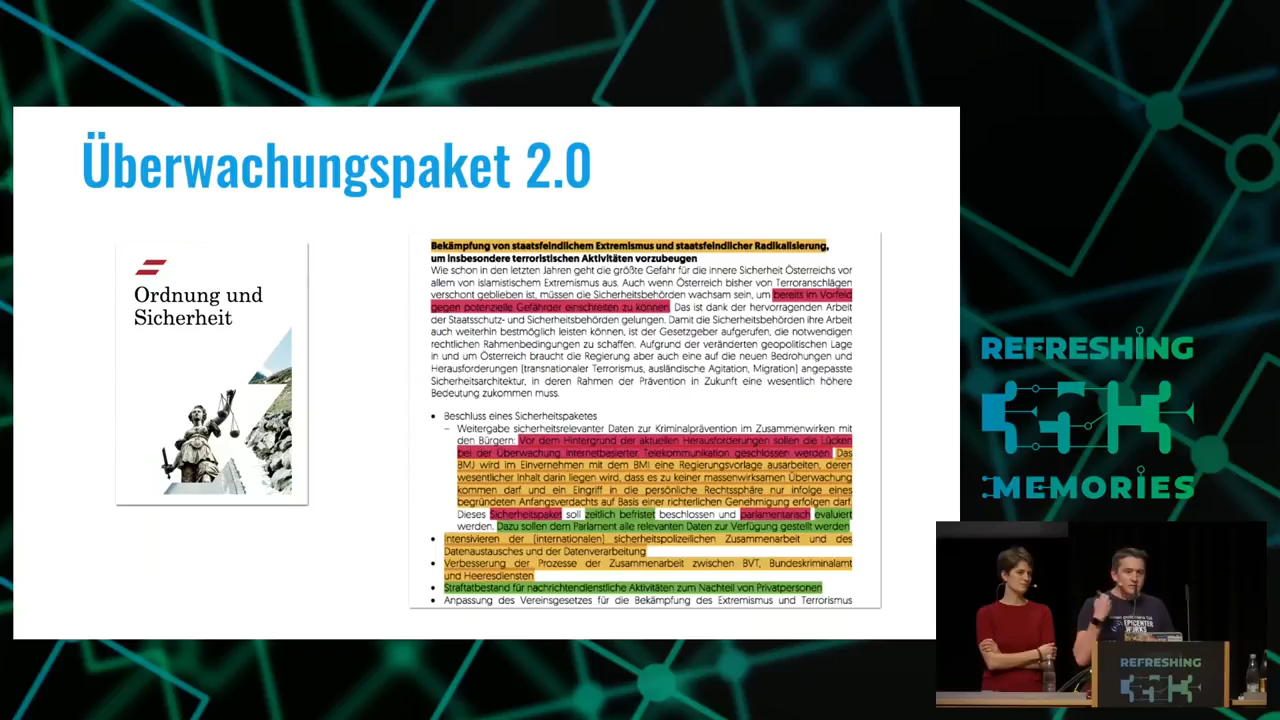 Überwachungspaket 2.0
Ordnung und
Sicherheit
Bekämpfung von staatsfeindlichem Extremismus und staatsfeindlicher Radikalisierung,
um insbesondere terroristischen Aktivitäten vorzubeugen
Wie schon in den letzten Jahren geht die größte Gefahr für die innere Sicherheit Österreichs vor
allem von islamistischem Extremismus aus. Auch wenn Österreich bisher von Terroranschlägen
verschont geblieben ist, müssen die Sicherheitsbehörden wachsam sein, um bereits im Vorfeld
gegen potenzielle Gefährder einschreiten zu können. Das ist dank der hervorragenden Arbeit
der Staatsschutz- und Sicherheitsbehörden gelungen. Damit die Sicherheitsbehörden ihre Arbeit
auch weiterhin bestmöglich leisten können, ist der Gesetzgeber aufgerufen, die notwendigen
rechtlichen Rahmenbedingungen zu schaffen. Aufgrund der veränderten geopolitischen Lage
in und um Österreich braucht die Regierung aber auch eine auf die neuen Bedrohungen und
Herausforderungen (transnationaler Terrorismus, ausländische Agitation, Migration) angepasste
Sicherheitsarchitektur, in deren Rahmen der Prävention in Zukunft eine wesentlich höhere
Bedeutung zukommen muss.
• Beschluss eines Sicherheitspaketes
– Weitergabe sicherheitsrelevanter Daten zur Kriminalprävention im Zusammenwirken mit
den Bürgern: Vor dem Hintergrund der aktuellen Herausforderungen sollen die Lücken
bei der Überwachung internetbasierter Telekommunikation geschlossen werden. Das
BMJ wird im Einvernehmen mit dem BMI eine Regierungsvorlage ausarbeiten, deren
wesentlicher Inhalt darin liegen wird, dass es zu keiner massenwirksamen Überwachung
kommen darf und ein Eingriff in die persönliche Rechtssphäre nur infolge eines
begründeten Anfangsverdachts auf Basis einer richterlichen Genehmigung erfolgen darf.
Dieses Sicherheitspaket soll zeitlich befristet beschlossen und parlamentarisch evaluiert
werden. Dazu sollen dem Parlament alle relevanten Daten zur Verfügung gestellt werden
• Intensivieren der (internationalen) sicherheitspolizeilichen Zusammenarbeit und des
Datenaustausches und der Datenverarbeitung
• Verbesserung der Prozesse der Zusammenarbeit zwischen BVT, Bundeskriminalamt
und Heeresdiensten
• Straftatbestand für nachrichtendienstliche Aktivitäten zum Nachteil von Privatpersonen
• Anpassung des Vereinsgesetzes für die Bekämpfung des Extremismus und Terrorismus
REFRESHING
35C3
MEMORIES
EPICENTER
WORKS
REFRESHING